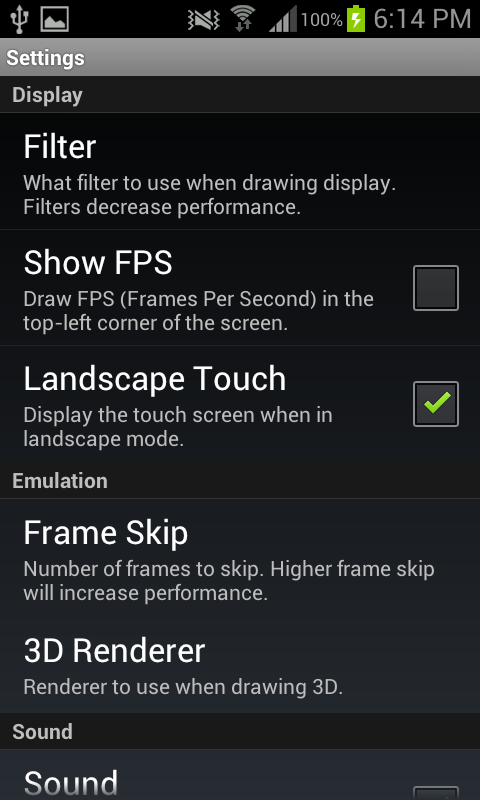 100% 6:14 PM
Settings
Display
Filter
What filter to use when drawing display.
Filters decrease performance.
Show FPS
Draw FPS (Frames Per Second) in the
top-left corner of the screen.
Landscape Touch
Display the touch screen when in
landscape mode.
Emulation
Frame Skip
Number of frames to skip. Higher frame skip
will increase performance.
3D Renderer
Renderer to use when drawing 3D.
Sound
Sound